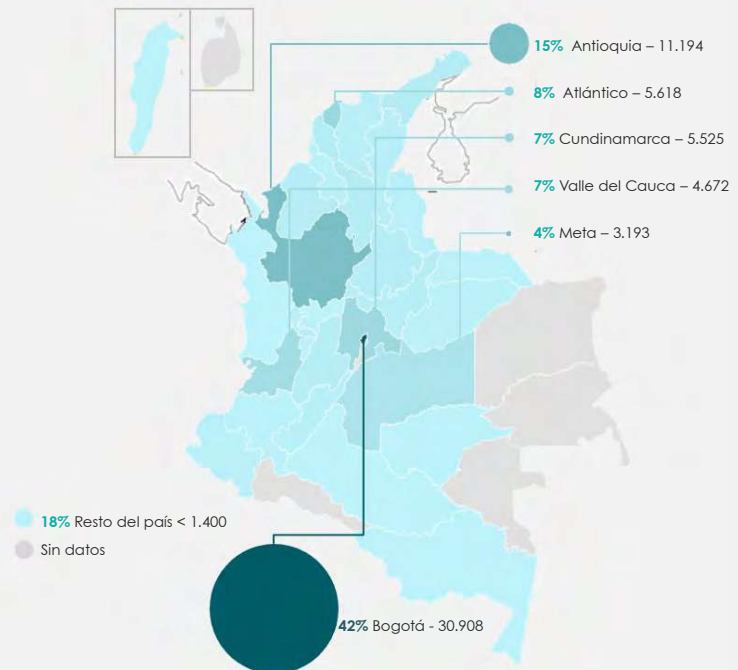 15% Antioquia – 11.194
8% Atlántico – 5.618
7% Cundinamarca – 5.525
7% Valle del Cauca – 4.672
4% Meta – 3.193
18% Resto del país < 1.400
Sin datos
42% Bogotá - 30.908